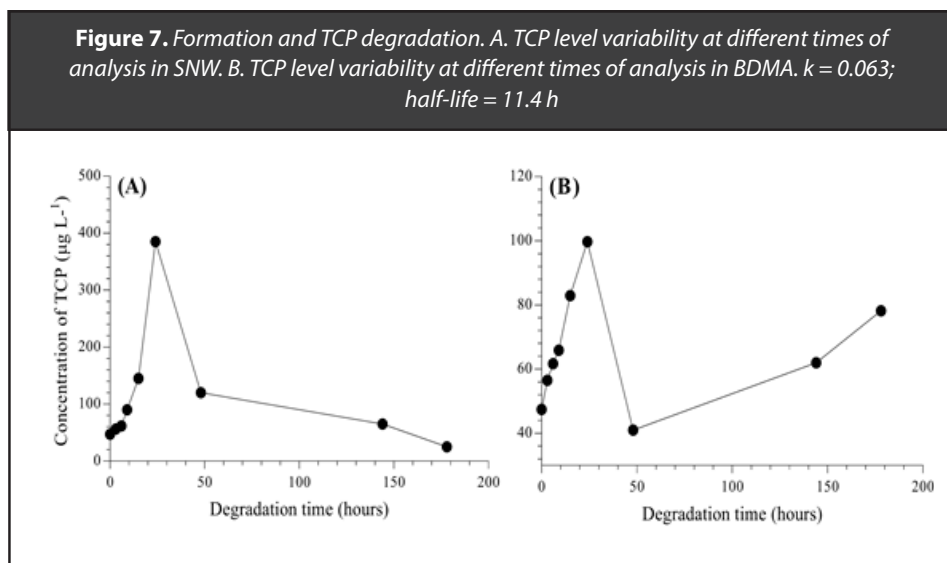 Figure 7. Formation and TCP degradation. A. TCP level variability at different times of
analysis in SNW. B. TCP level variability at different times of analysis in BDMA. k = 0.063;
half-life = 11.4 h
(A)
Concentration of TCP (µg L-¹)
500
400
300
200
100
0
0 50 100 150 200
Degradation time (hours)
(B)
120
100
80
60
40
0 50 100 150 200
Degradation time (hours)